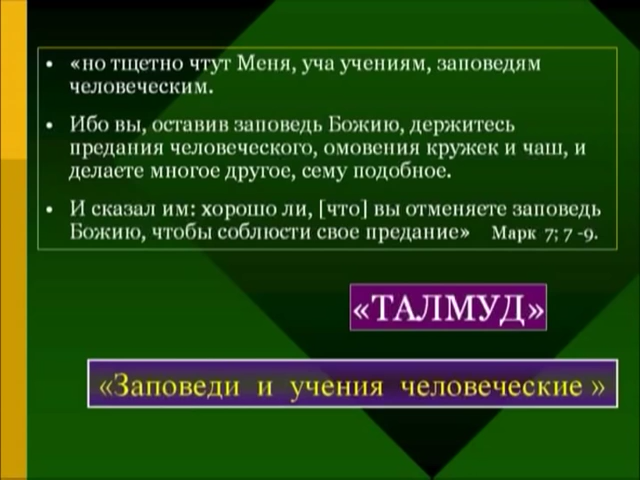 • «но тщетно чтут Меня, уча учениям, заповедям
человеческим.
• Ибо вы, оставив заповедь Божию, держитесь
предания человеческого, омовения кружек и чаш, и
делаете многое другое, сему подобное.
• И сказал им: хорошо ли, [что] вы отменяете заповедь
Божию, чтобы соблюсти свое предание» Марк 7; 7 -9.
«ТАЛМУД»
«Заповеди и учения человеческие »